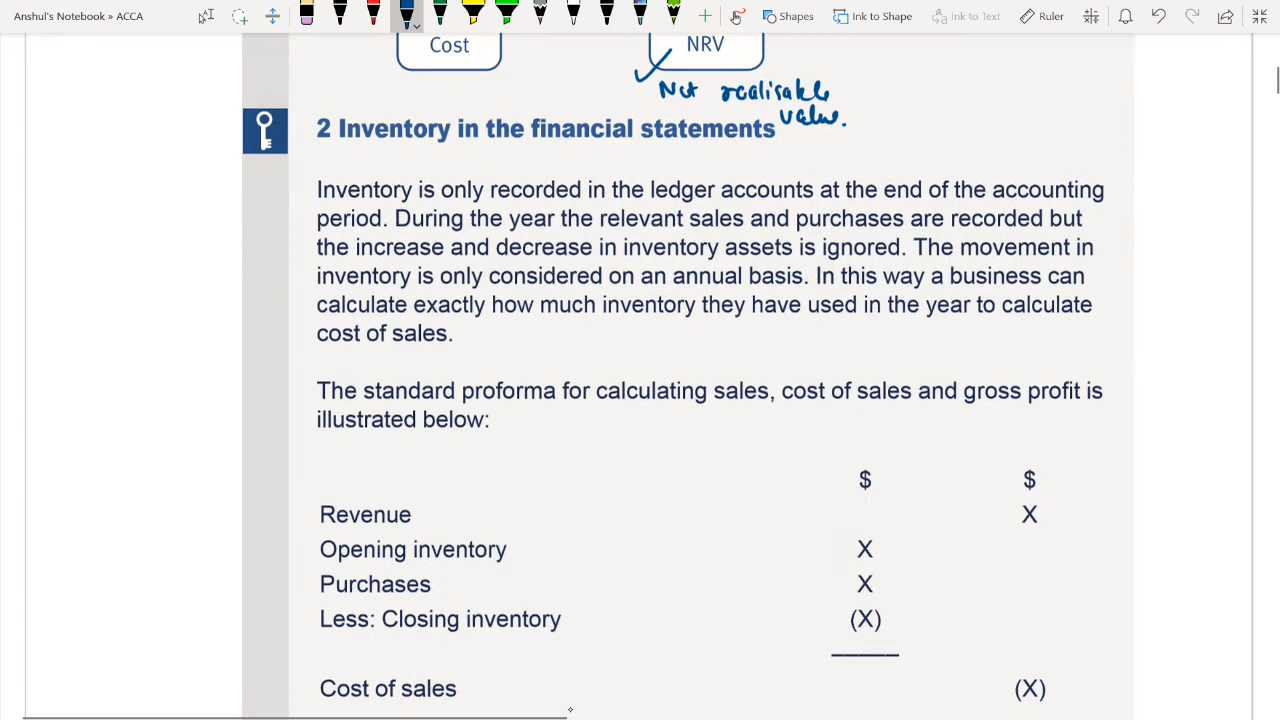 Anshul's Notebook » ACCA
Shapes
Ink to Shape
Ink to Text
Ruler
Cost
NRV
Net realisable
value.
2 Inventory in the financial statements
Inventory is only recorded in the ledger accounts at the end of the accounting
period. During the year the relevant sales and purchases are recorded but
the increase and decrease in inventory assets is ignored. The movement in
inventory is only considered on an annual basis. In this way a business can
calculate exactly how much inventory they have used in the year to calculate
cost of sales.
The standard proforma for calculating sales, cost of sales and gross profit is
illustrated below:
$ $
Revenue X
Opening inventory X
Purchases X
Less: Closing inventory (X)
Cost of sales (X)